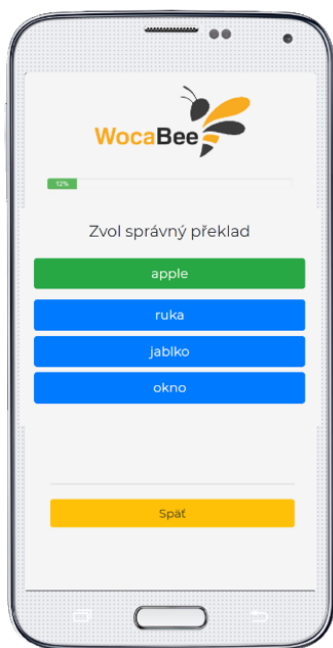 WocaBee
12%
Zvol správný překlad
apple
ruka
jablko
okno
Späť